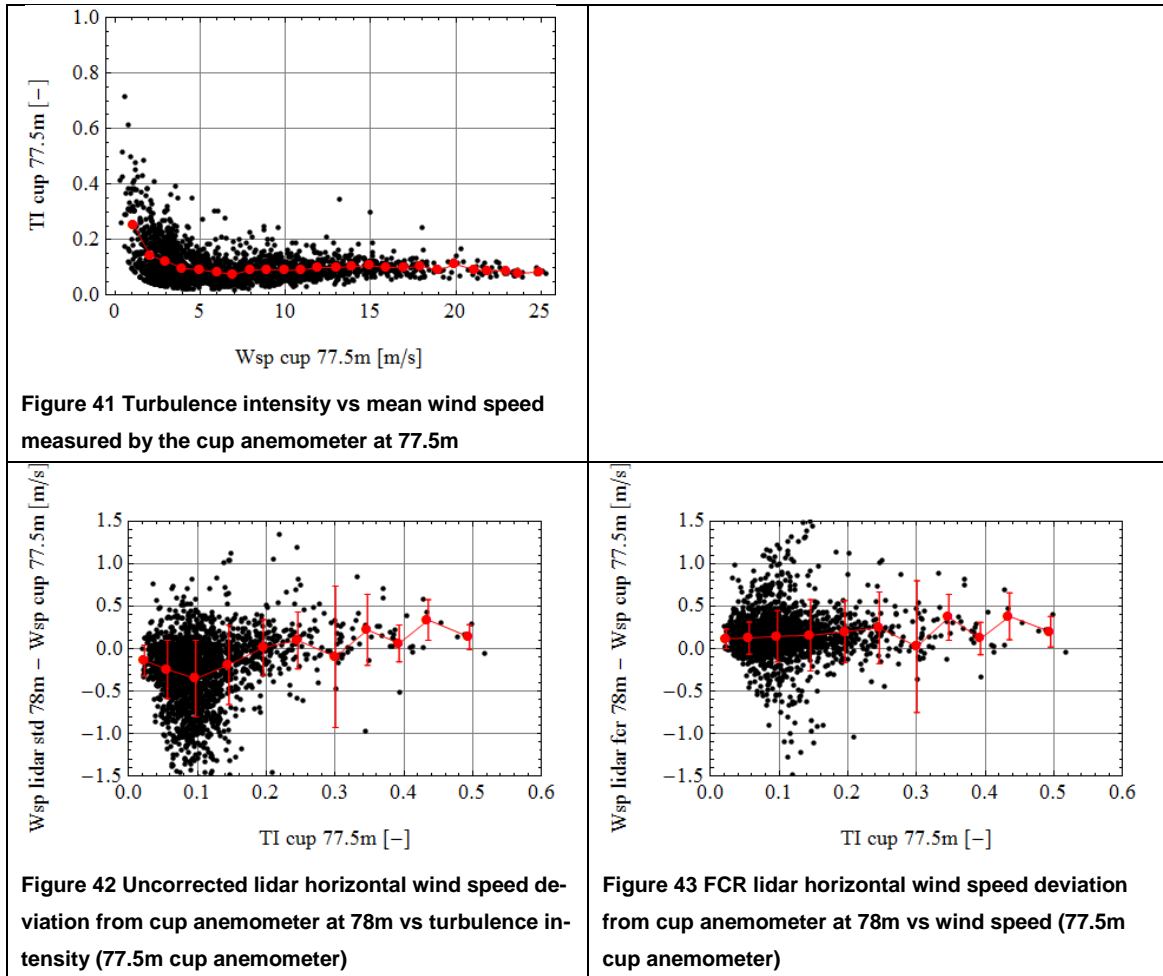 1.0
0.8
0.6
0.4
0.2
0.0
TI cup 77.5m [−]
0 5 10 15 20 25
Wsp cup 77.5m [m/s]
Figure 41 Turbulence intensity vs mean wind speed
measured by the cup anemometer at 77.5m
Wsp lidar std 78m − Wsp cup 77.5m [m/s]
1.5
1.0
0.5
0.0
−0.5
−1.0
−1.5
0.0 0.1 0.2 0.3 0.4 0.5 0.6
TI cup 77.5m [−]
Figure 42 Uncorrected lidar horizontal wind speed de-
viation from cup anemometer at 78m vs turbulence in-
tensity (77.5m cup anemometer)
Wsp lidar fcr 78m − Wsp cup 77.5m [m/s]
1.5
1.0
0.5
0.0
−0.5
−1.0
−1.5
0.0 0.1 0.2 0.3 0.4 0.5 0.6
TI cup 77.5m [−]
Figure 43 FCR lidar horizontal wind speed deviation
from cup anemometer at 78m vs wind speed (77.5m
cup anemometer)